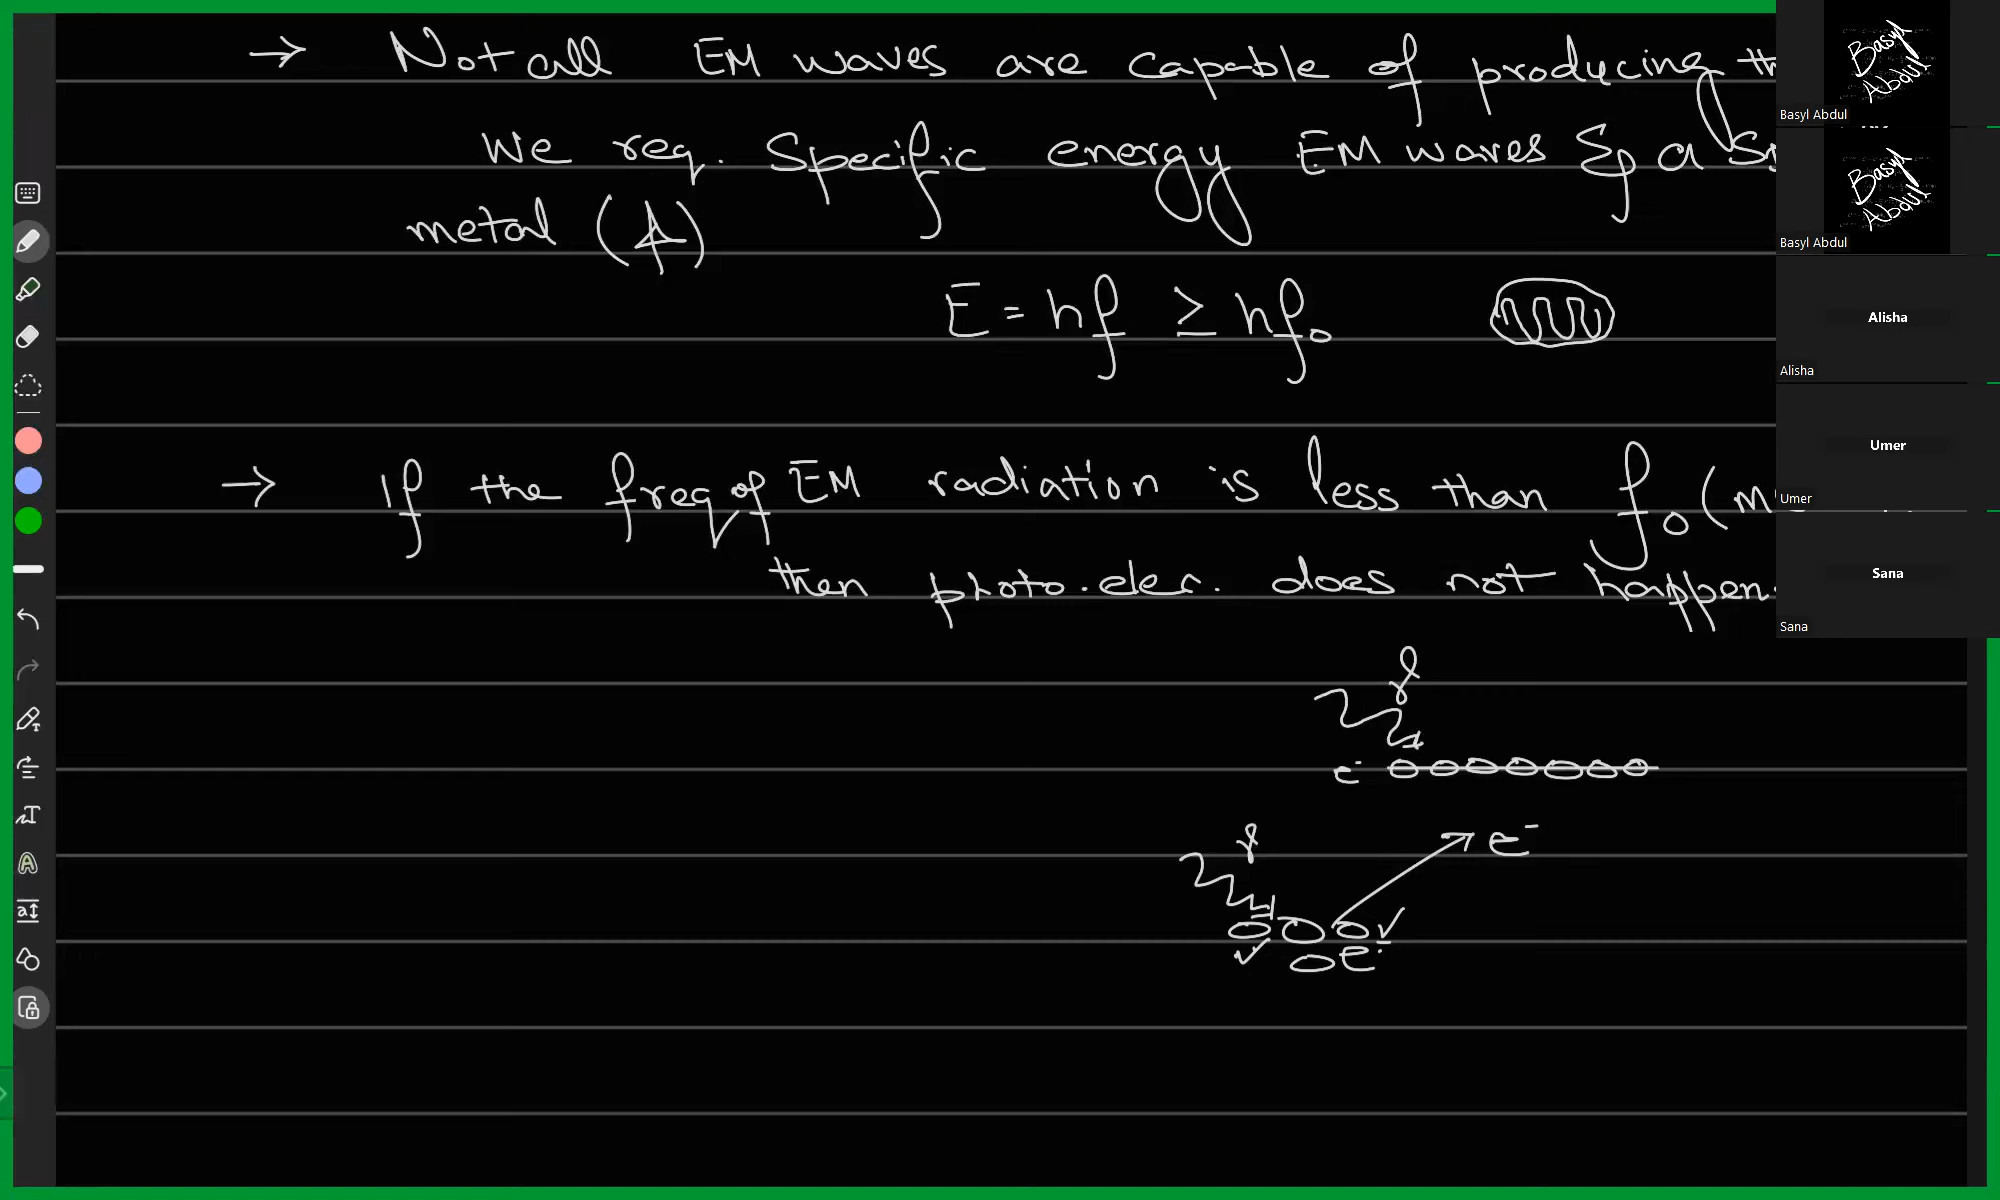 → Not all EM waves are capable of producing th
We req. Specific energy EM waves & a S
metal (ϕ)
E = hf ≥ hf₀
→ If the freq of EM radiation is less than f₀ (m
then photo.elec. does not happen.
γ
e⁻
γ
e⁻
✓
✓
e⁻
Basyl Abdul
Basyl Abdul
Basyl Abdul
Basyl Abdul
Alisha
Alisha
Umer
Umer
Sana
Sana